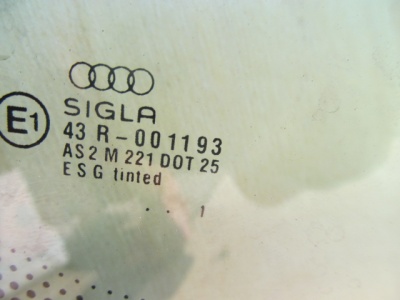 SIGLA
E1
43 R-001193
AS2 M 221 DOT 25
ESG tinted
. . 1